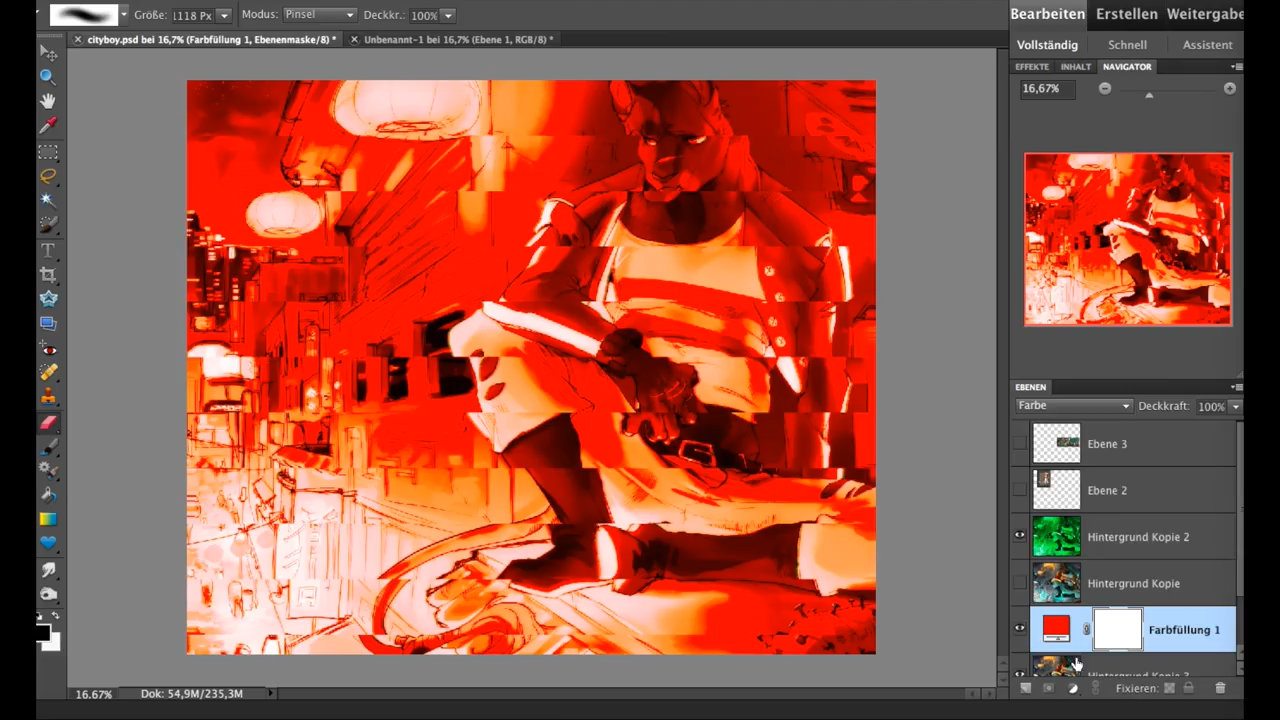 Größe: 1118 Px Modus: Pinsel Deckkr.: 100%
Bearbeiten Erstellen Weitergabe
cityboy.psd bei 16,7% (Farbfüllung 1, Ebenenmaske/8) *
Unbenannt-1 bei 16,7% (Ebene 1, RGB/8) *
Vollständig Schnell Assistent
EFFEKTE INHALT NAVIGATOR
16,67%
EBENEN
Farbe Deckkraft: 100%
Ebene 3
Ebene 2
Hintergrund Kopie 2
Hintergrund Kopie
Farbfüllung 1
Hintergrund Kopie 3
Fixieren:
16.67% Dok: 54,9M/235,3M